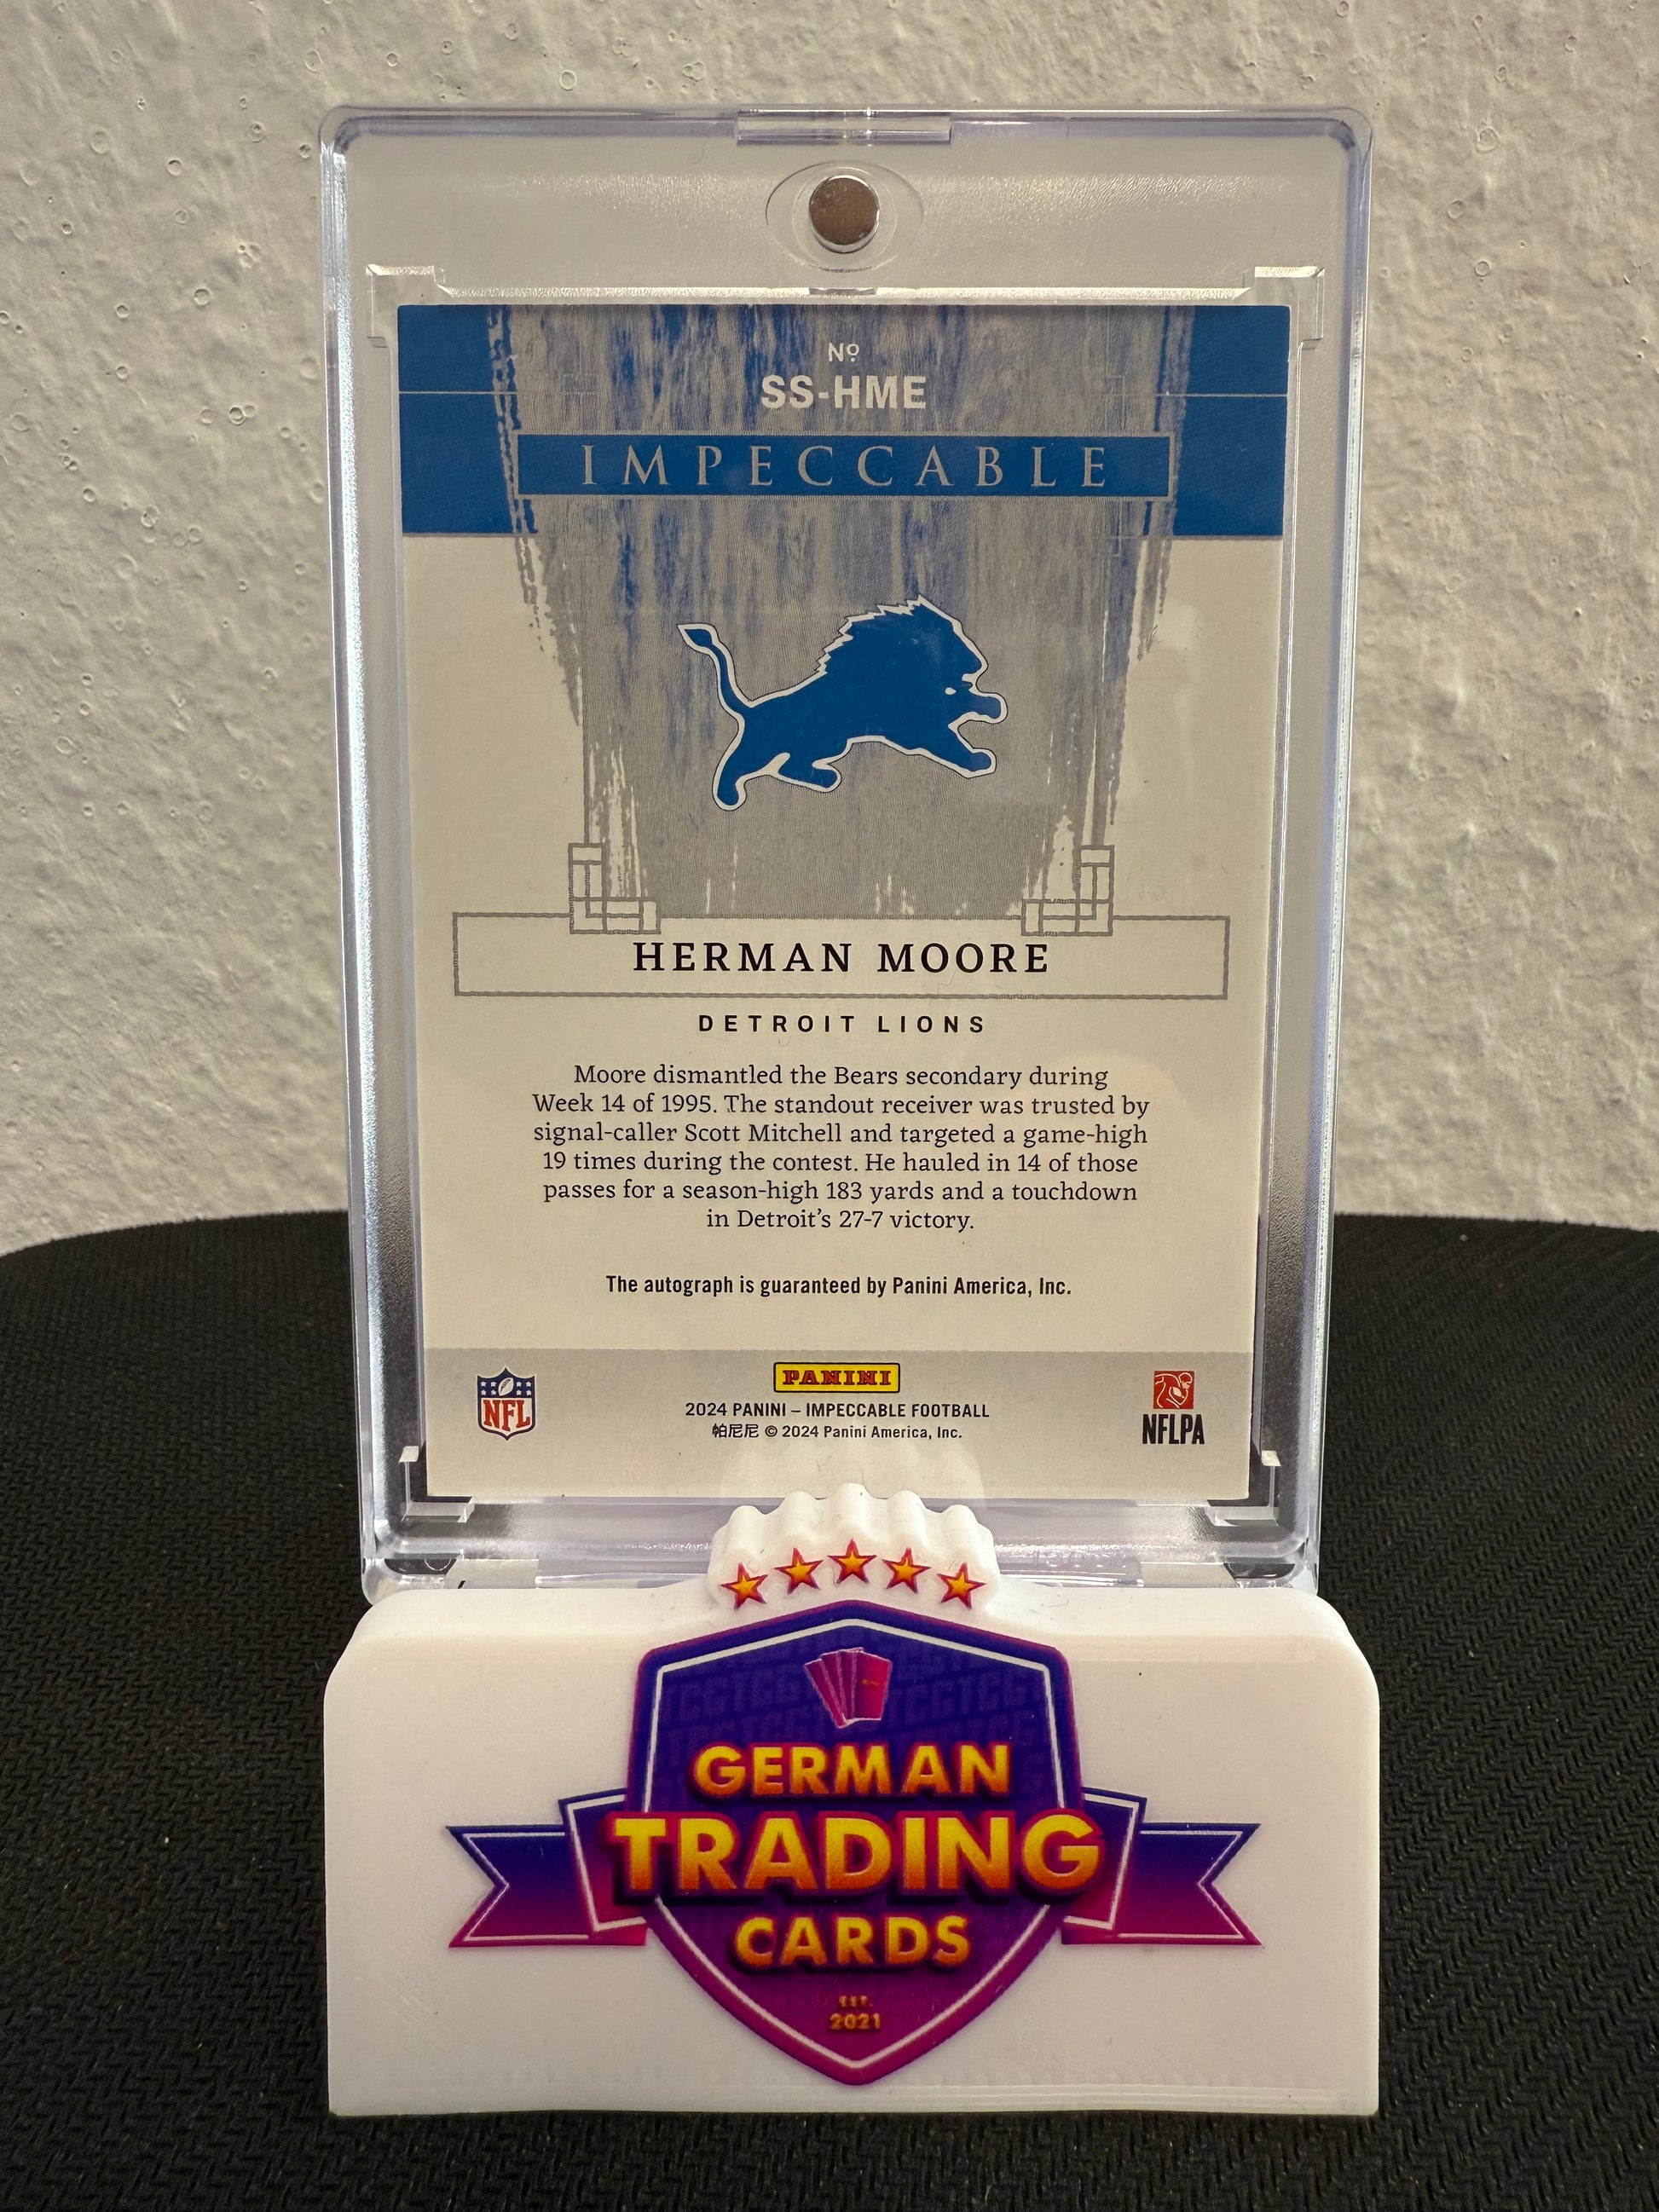 Nº
SS-HME
IMPECCABLE
HERMAN MOORE
DETROIT LIONS
Moore dismantled the Bears secondary during
Week 14 of 1995. The standout receiver was trusted by
signal-caller Scott Mitchell and targeted a game-high
19 times during the contest. He hauled in 14 of those
passes for a season-high 183 yards and a touchdown
in Detroit's 27-7 victory.
The autograph is guaranteed by Panini America, Inc.
NFL
PANINI
2024 PANINI – IMPECCABLE FOOTBALL
帕尼尼 © 2024 Panini America, Inc.
NFLPA
GERMAN
TRADING
CARDS
EST.
2021